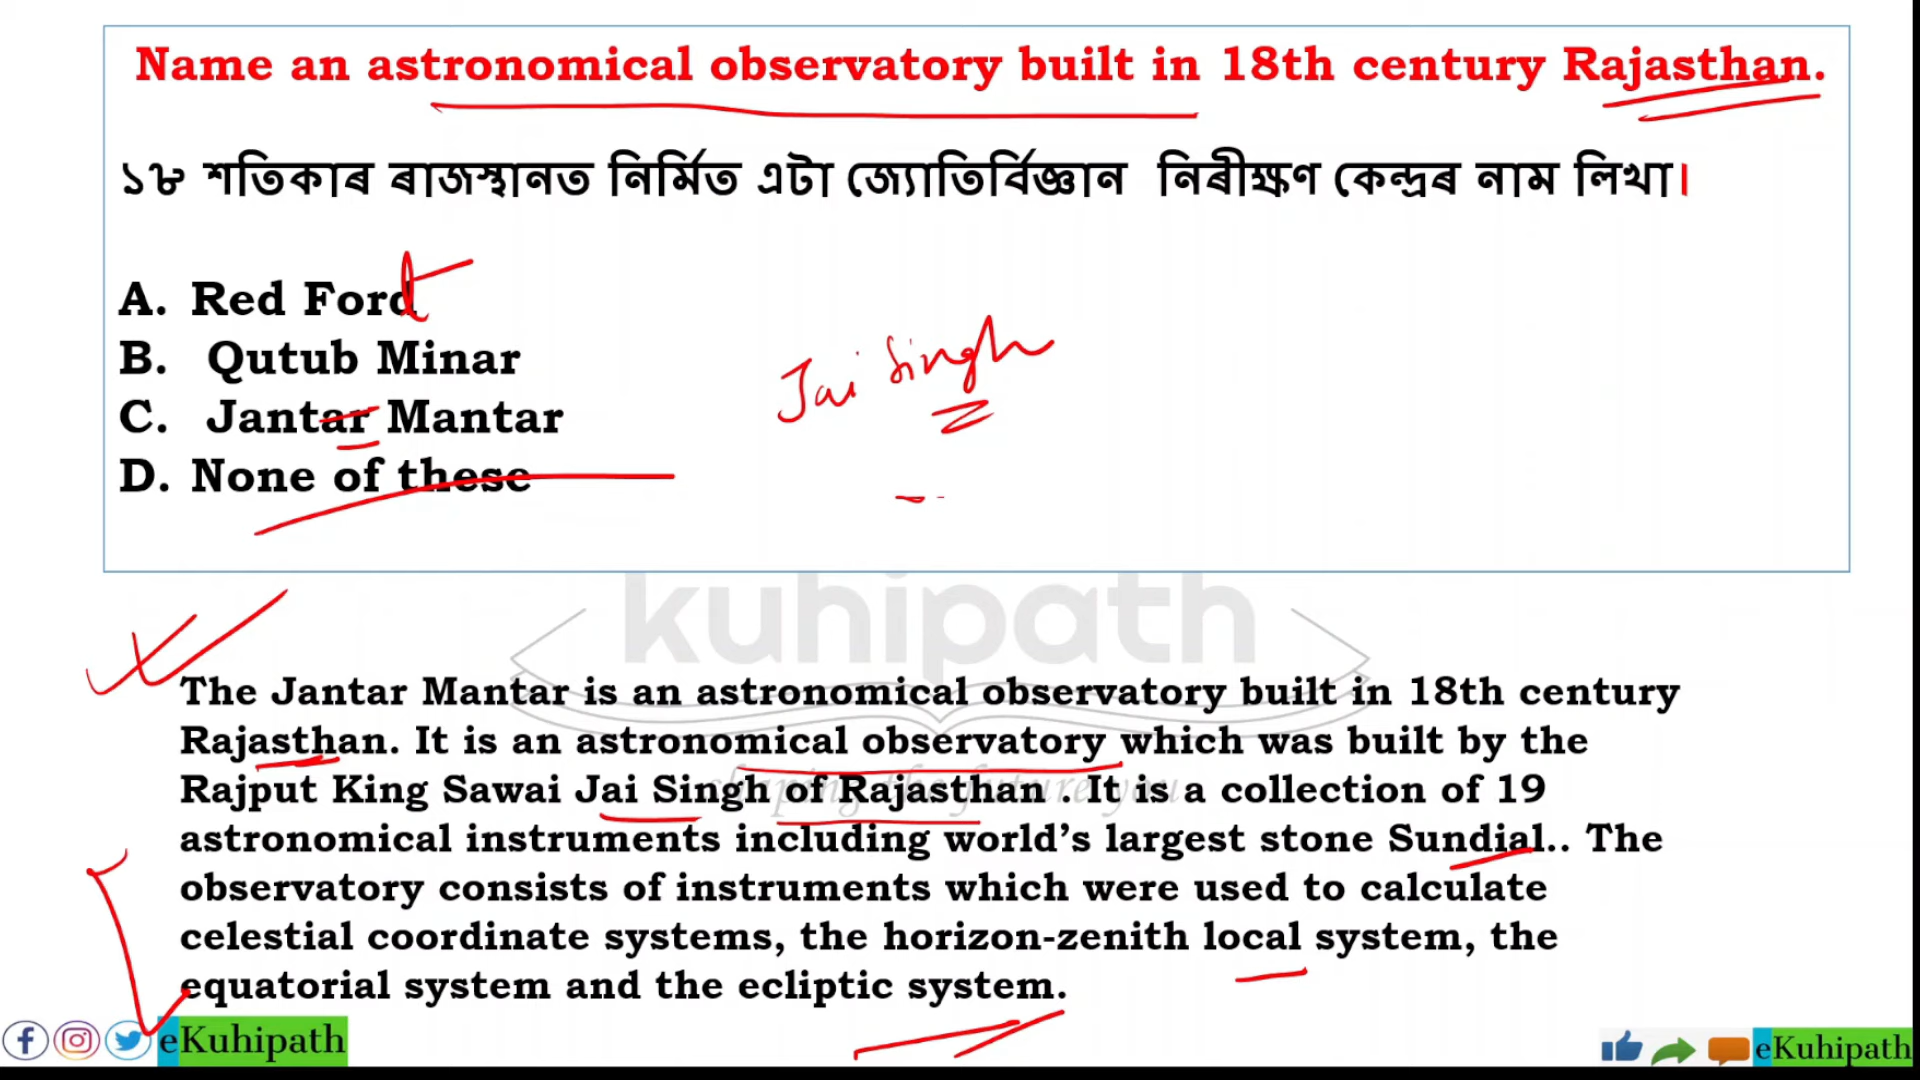 Name an astronomical observatory built in 18th century Rajasthan.
১৮ শতিকাৰ ৰাজস্থানত নিৰ্মিত এটা জ্যোতিৰ্বিজ্ঞান নিৰীক্ষণ কেন্দ্ৰৰ নাম লিখা।
A. Red Ford
t
B. Qutub Minar
Jai Singh
C. Jantar Mantar
D. None of these
kuhipath
The Jantar Mantar is an astronomical observatory built in 18th century
Rajasthan. It is an astronomical observatory which was built by the
shaping the future you
Rajput King Sawai Jai Singh of Rajasthan . It is a collection of 19
astronomical instruments including world’s largest stone Sundial.. The
observatory consists of instruments which were used to calculate
celestial coordinate systems, the horizon-zenith local system, the
equatorial system and the ecliptic system.
eKuhipath
eKuhipath